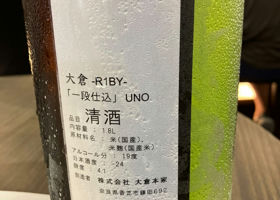 大倉 -R1BY-
「一段仕込」 UNO
品目 清酒
内容量 : 1.8L
原材料名 : 米(国産)、
米麹(国産米)
アルコール分 : 19度
日本酒度 : -24
酸度 : 4.1
製造者 株式会社 大倉本家
奈良県香芝市鎌田692